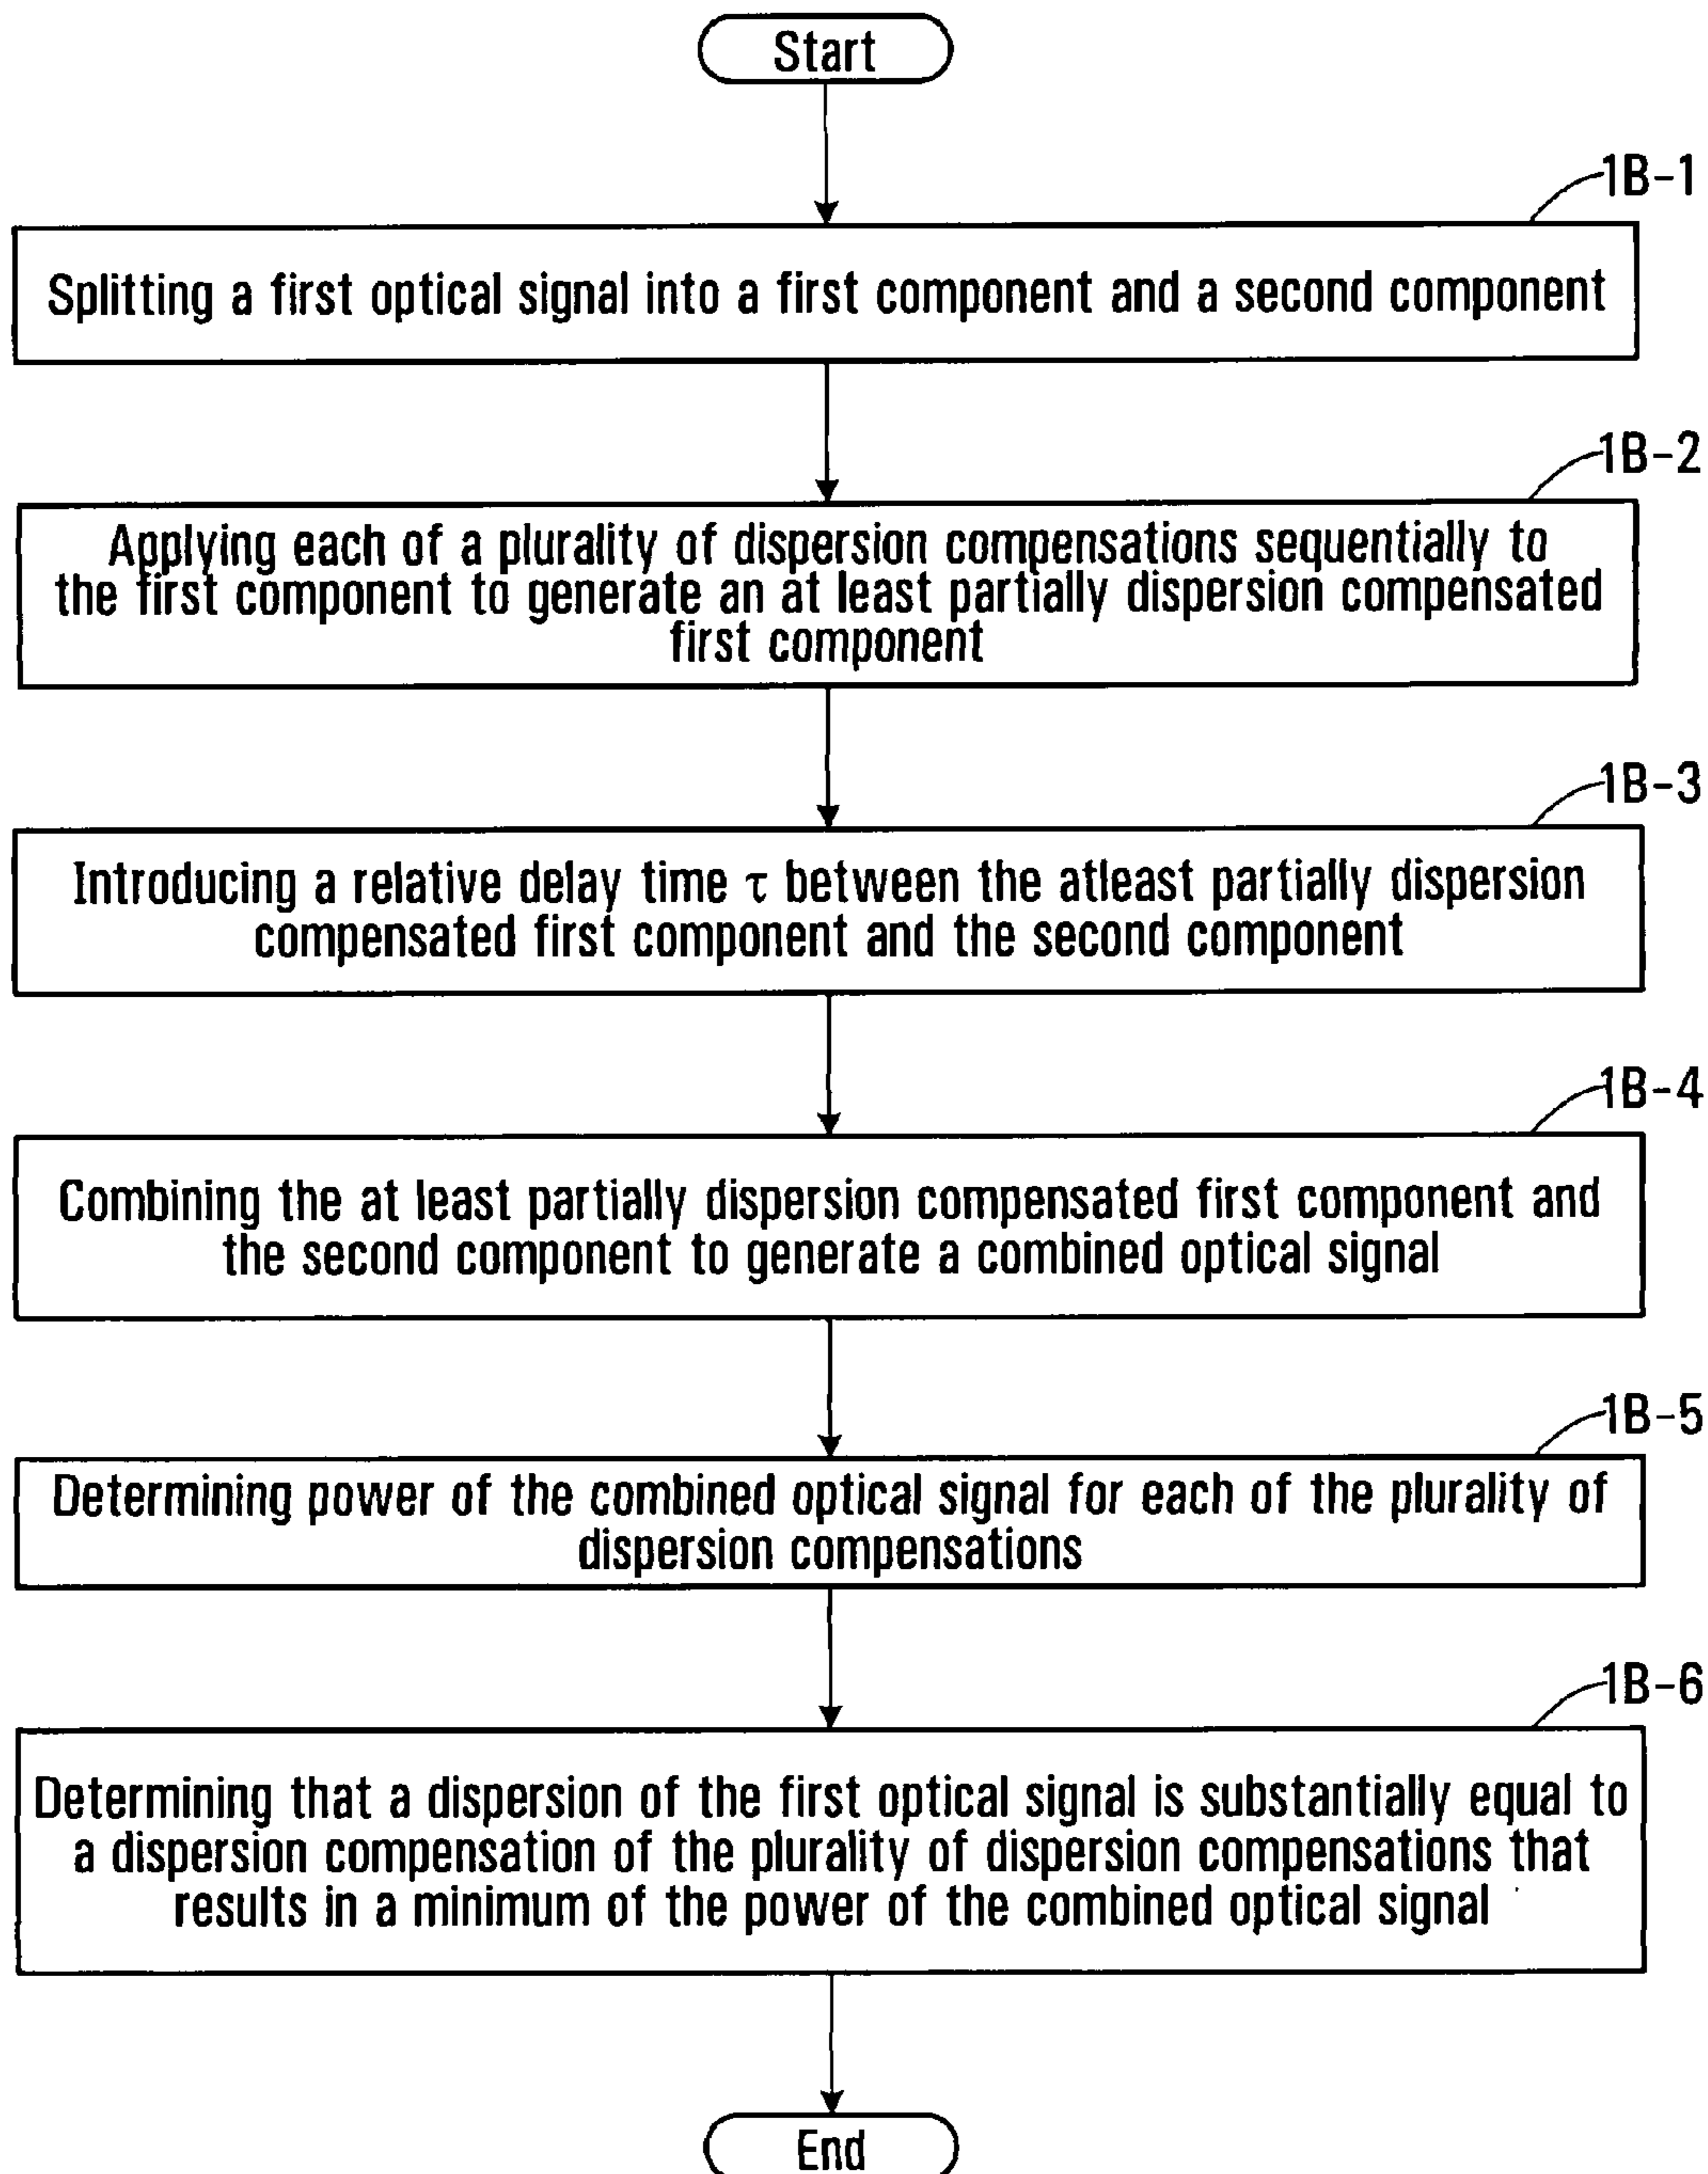 Start
1B-1
Splitting a first optical signal into a first component and a second component
1B-2
Applying each of a plurality of dispersion compensations sequentially to
the first component to generate an at least partially dispersion compensated
first component
1B-3
Introducing a relative delay time τ between the atleast partially dispersion
compensated first component and the second component
1B-4
Combining the at least partially dispersion compensated first component and
the second component to generate a combined optical signal
1B-5
Determining power of the combined optical signal for each of the plurality of
dispersion compensations
1B-6
Determining that a dispersion of the first optical signal is substantially equal to
a dispersion compensation of the plurality of dispersion compensations that
results in a minimum of the power of the combined optical signal
End